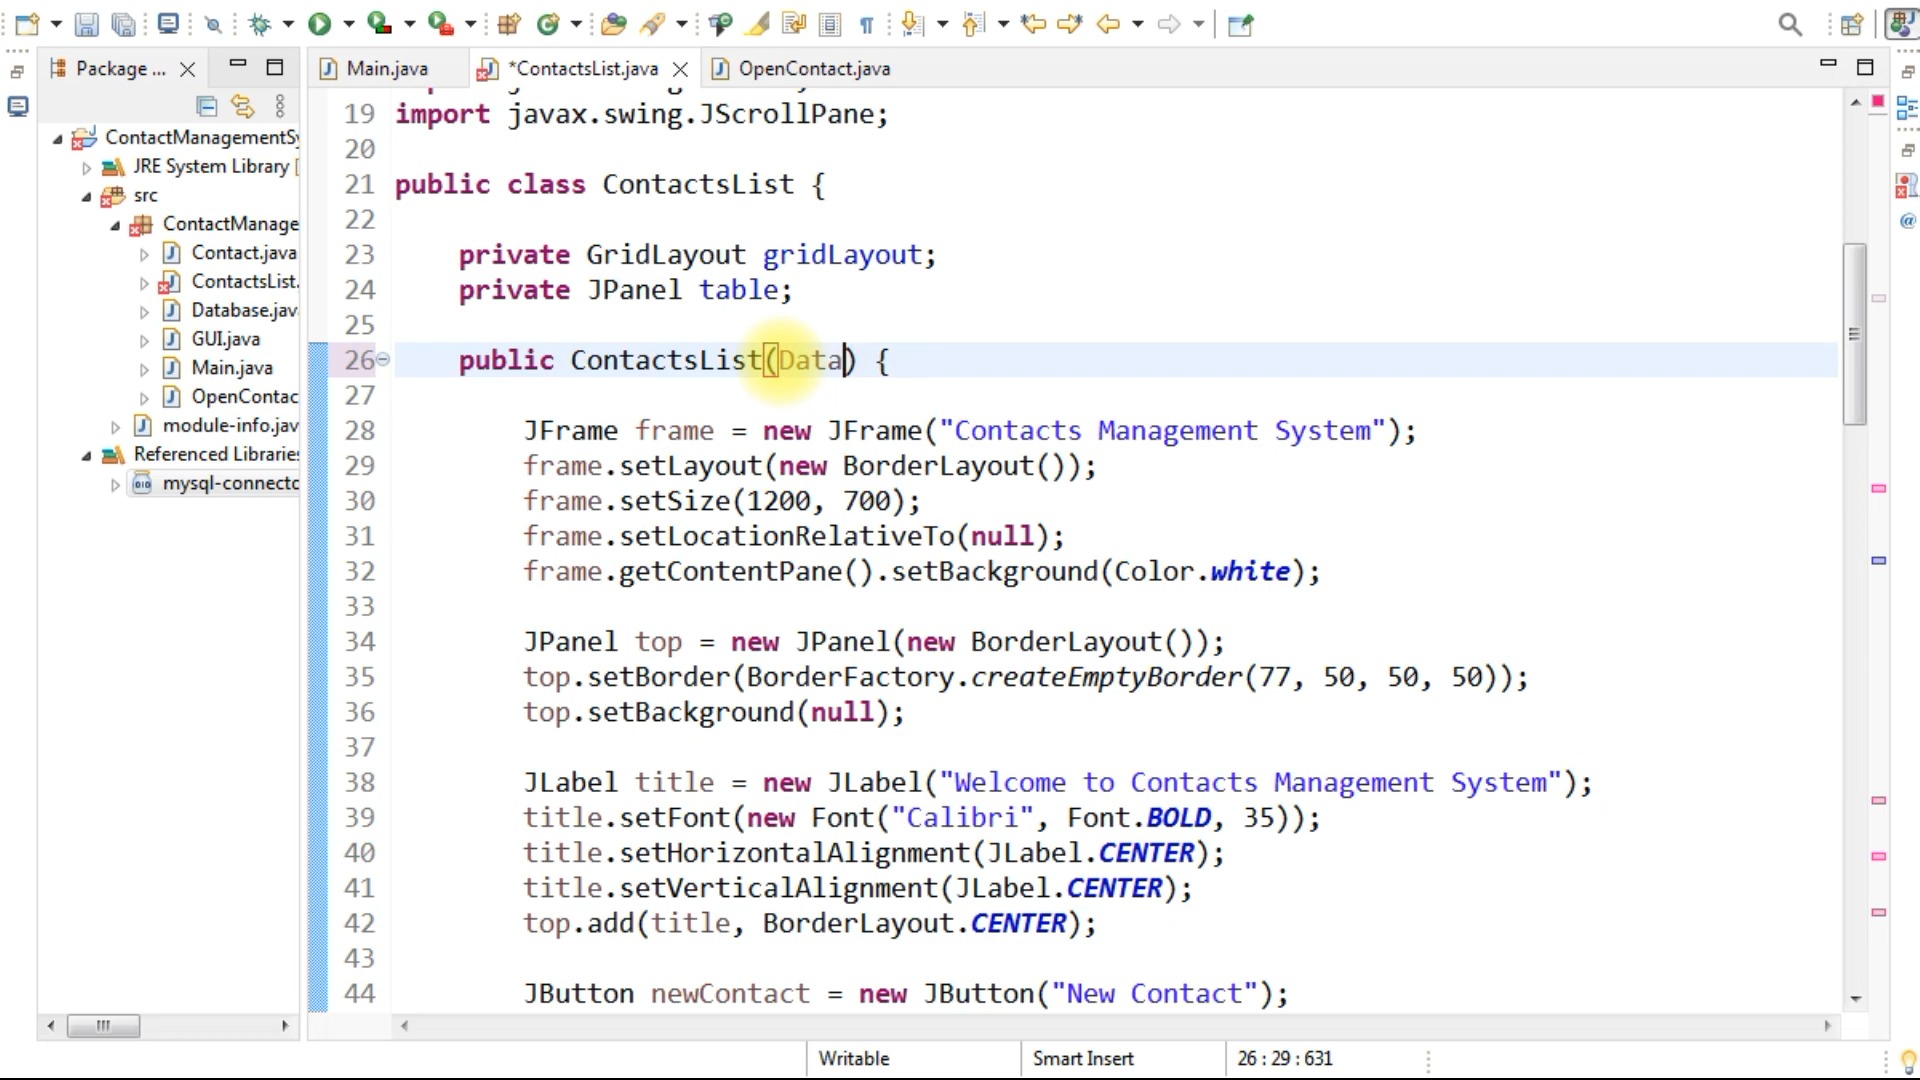 Package ...
Main.java
*ContactsList.java
OpenContact.java
ContactManagementSy
JRE System Library [
src
ContactManage
Contact.java
ContactsList.
Database.jav
GUI.java
Main.java
OpenContac
module-info.jav
Referenced Libraries
mysql-connecto
19 import javax.swing.JScrollPane;
20
21 public class ContactsList {
22
23 private GridLayout gridLayout;
24 private JPanel table;
25
26 public ContactsList(Data) {
27
28 JFrame frame = new JFrame("Contacts Management System");
29 frame.setLayout(new BorderLayout());
30 frame.setSize(1200, 700);
31 frame.setLocationRelativeTo(null);
32 frame.getContentPane().setBackground(Color.white);
33
34 JPanel top = new JPanel(new BorderLayout());
35 top.setBorder(BorderFactory.createEmptyBorder(77, 50, 50, 50));
36 top.setBackground(null);
37
38 JLabel title = new JLabel("Welcome to Contacts Management System");
39 title.setFont(new Font("Calibri", Font.BOLD, 35));
40 title.setHorizontalAlignment(JLabel.CENTER);
41 title.setVerticalAlignment(JLabel.CENTER);
42 top.add(title, BorderLayout.CENTER);
43
44 JButton newContact = new JButton("New Contact");
Writable
Smart Insert
26 : 29 : 631